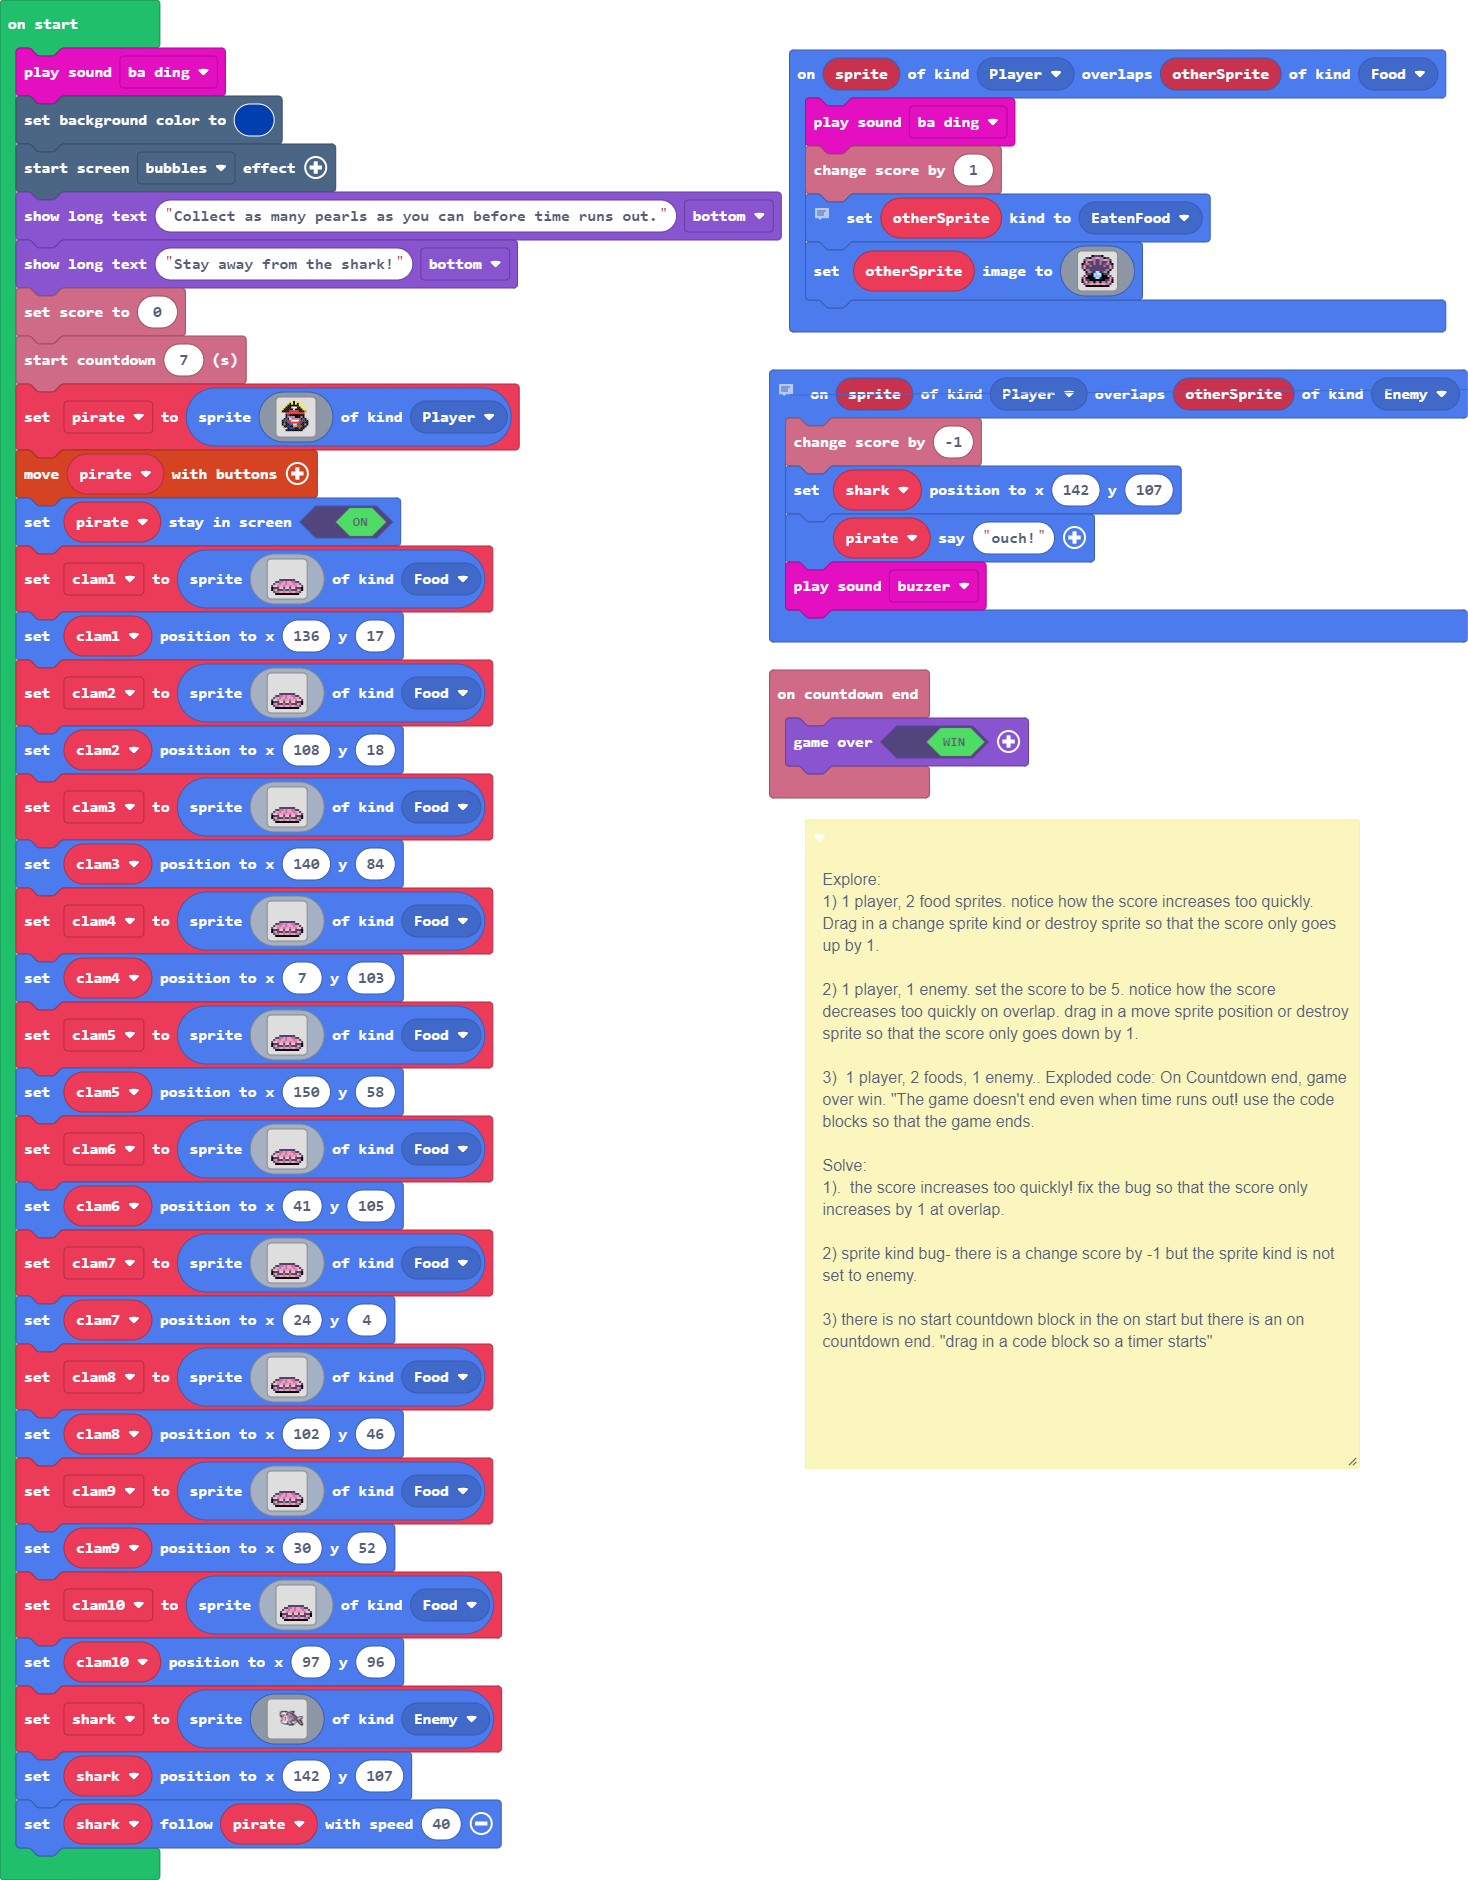 on start
play sound ba ding
set background color to
start screen bubbles effect
show long text "Collect as many pearls as you can before time runs out." bottom
show long text "Stay away from the shark!" bottom
set score to 0
start countdown 7 (s)
set pirate to sprite of kind Player
move pirate with buttons
set pirate stay in screen ON
set clam1 to sprite of kind Food
set clam1 position to x 136 y 17
set clam2 to sprite of kind Food
set clam2 position to x 108 y 18
set clam3 to sprite of kind Food
set clam3 position to x 140 y 84
set clam4 to sprite of kind Food
set clam4 position to x 7 y 103
set clam5 to sprite of kind Food
set clam5 position to x 150 y 58
set clam6 to sprite of kind Food
set clam6 position to x 41 y 105
set clam7 to sprite of kind Food
set clam7 position to x 24 y 4
set clam8 to sprite of kind Food
set clam8 position to x 102 y 46
set clam9 to sprite of kind Food
set clam9 position to x 30 y 52
set clam10 to sprite of kind Food
set clam10 position to x 97 y 96
set shark to sprite of kind Enemy
set shark position to x 142 y 107
set shark follow pirate with speed 40
on sprite of kind Player overlaps otherSprite of kind Food
play sound ba ding
change score by 1
set otherSprite kind to EatenFood
set otherSprite image to
on sprite of kind Player overlaps otherSprite of kind Enemy
change score by -1
set shark position to x 142 y 107
pirate say "ouch!"
play sound buzzer
on countdown end
game over WIN
Explore:
1) 1 player, 2 food sprites. notice how the score increases too quickly.
Drag in a change sprite kind or destroy sprite so that the score only goes
up by 1.
2) 1 player, 1 enemy. set the score to be 5. notice how the score
decreases too quickly on overlap. drag in a move sprite position or destroy
sprite so that the score only goes down by 1.
3)  1 player, 2 foods, 1 enemy.. Exploded code: On Countdown end, game
over win. "The game doesn't end even when time runs out! use the code
blocks so that the game ends.
Solve:
1).  the score increases too quickly! fix the bug so that the score only
increases by 1 at overlap.
2) sprite kind bug- there is a change score by -1 but the sprite kind is not
set to enemy.
3) there is no start countdown block in the on start but there is an on
countdown end. "drag in a code block so a timer starts"